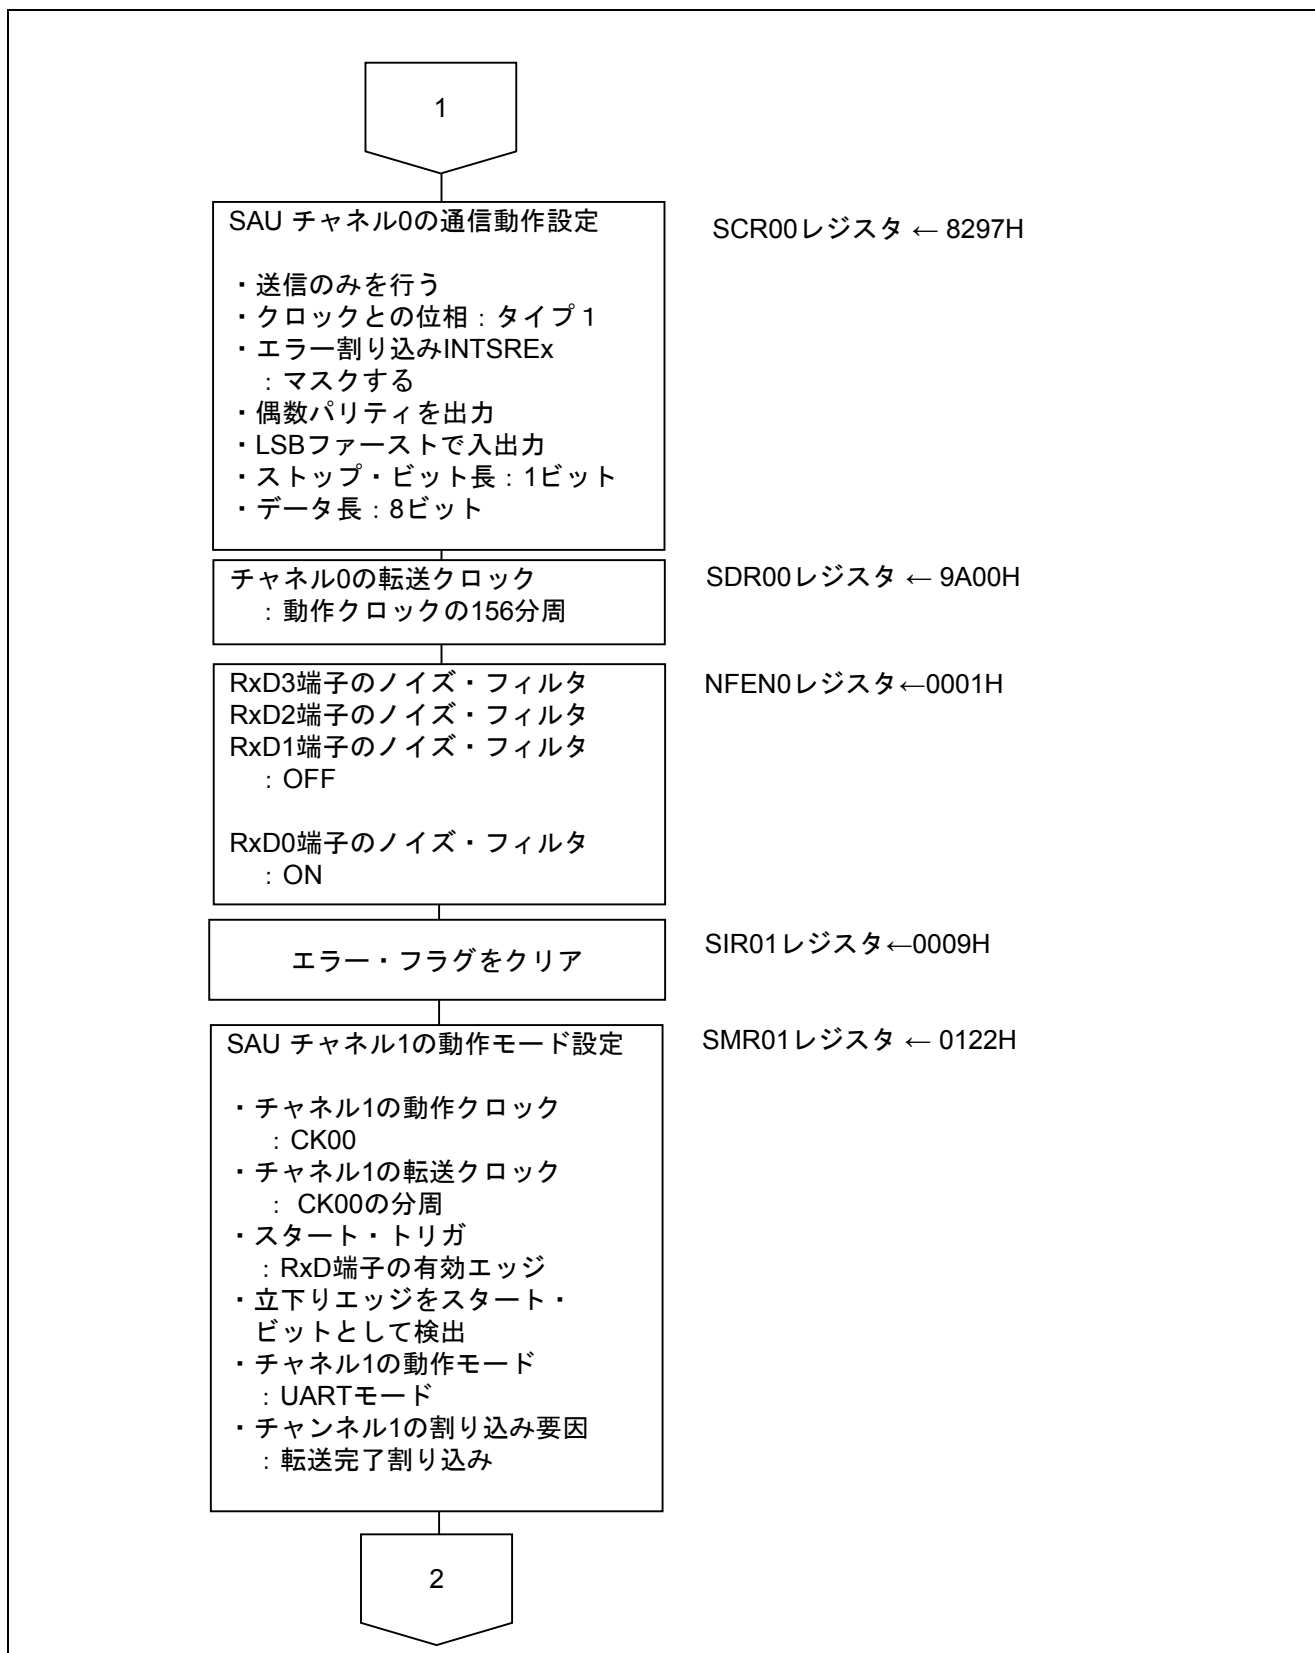 1
SAU チャネル0の通信動作設定
SCR00レジスタ ← 8297H
・送信のみを行う
・クロックとの位相：タイプ１
・エラー割り込みINTSREx
：マスクする
・偶数パリティを出力
・LSBファーストで入出力
・ストップ・ビット長：1ビット
・データ長：8ビット
チャネル0の転送クロック
：動作クロックの156分周
SDR00レジスタ ← 9A00H
RxD3端子のノイズ・フィルタ
RxD2端子のノイズ・フィルタ
RxD1端子のノイズ・フィルタ
：OFF
RxD0端子のノイズ・フィルタ
：ON
NFEN0レジスタ←0001H
エラー・フラグをクリア
SIR01レジスタ←0009H
SAU チャネル1の動作モード設定
SMR01レジスタ ← 0122H
・チャネル1の動作クロック
：CK00
・チャネル1の転送クロック
： CK00の分周
・スタート・トリガ
：RxD端子の有効エッジ
・立下りエッジをスタート・
ビットとして検出
・チャネル1の動作モード
：UARTモード
・チャンネル1の割り込み要因
：転送完了割り込み
2